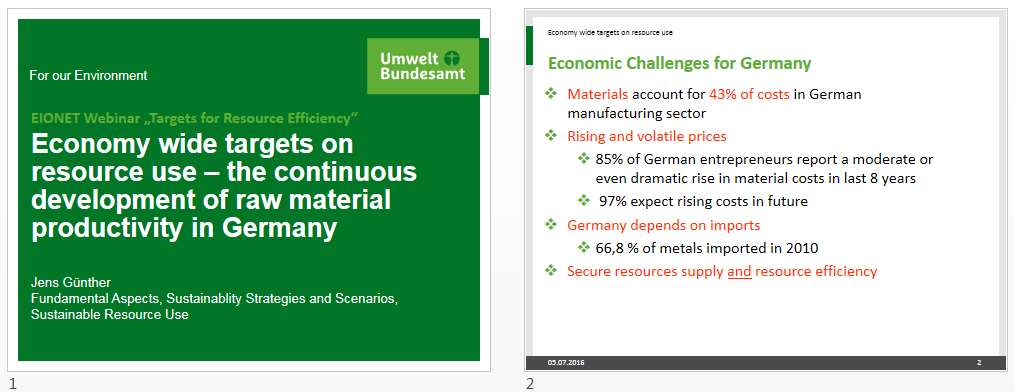 For our Environment
Umwelt
Bundesamt
EIONET Webinar „Targets for Resource Efficiency“
Economy wide targets on
resource use – the continuous
development of raw material
productivity in Germany
Jens Günther
Fundamental Aspects, Sustainablity Strategies and Scenarios,
Sustainable Resource Use
1
Economy wide targets on resource use
Economic Challenges for Germany
Materials account for 43% of costs in German
manufacturing sector
Rising and volatile prices
85% of German entrepreneurs report a moderate or
even dramatic rise in material costs in last 8 years
97% expect rising costs in future
Germany depends on imports
66,8 % of metals imported in 2010
Secure resources supply and resource efficiency
05.07.2016
2
2